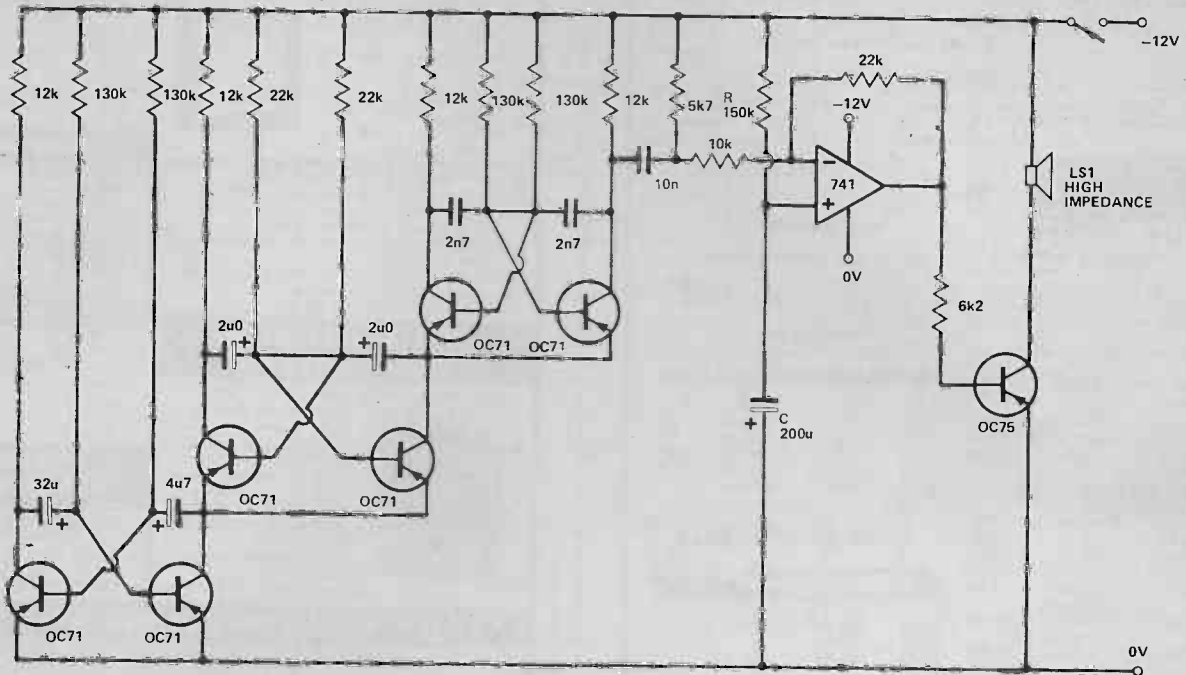 12k
130k
130k
12k
22k
22k
12k
130k
130k
12k
5k7
R
150k
22k
-12V
-12V
10k
10n
741
-
+
0V
LS1
HIGH
IMPEDANCE
2n7
2n7
6k2
OC71
OC71
2u0
+
2u0
+
OC75
+
C
200u
OC71
OC71
32u
+
4u7
+
OC71
OC71
0V